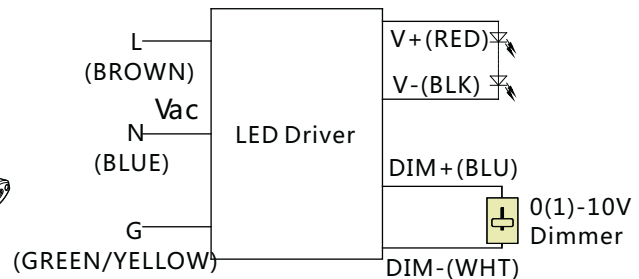 L
(BROWN)
Vac
N
(BLUE)
G
(GREEN/YELLOW)
LED Driver
V+(RED)
V-(BLK)
DIM+(BLU)
0(1)-10V
Dimmer
DIM-(WHT)